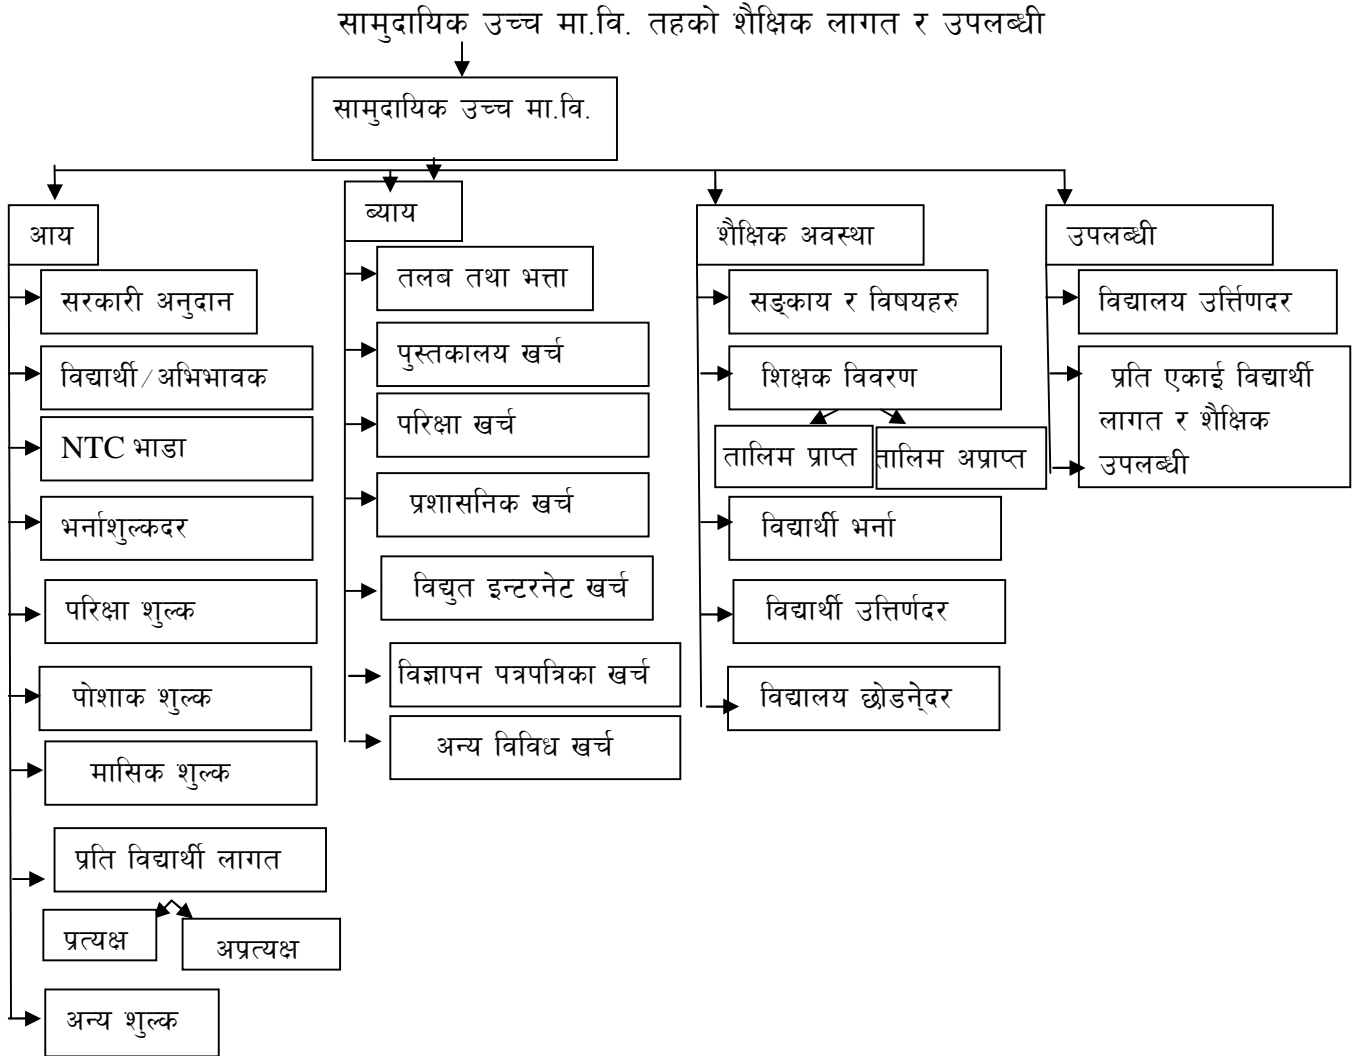 सामुदायिक उच्च मा.वि. तहको शैक्षिक लागत र उपलब्धी
सामुदायिक उच्च मा.वि.
आय
सरकारी अनुदान
विद्यार्थी/अभिभावक
NTC भाडा
भर्नाशुल्कदर
परिक्षा शुल्क
पोशाक शुल्क
मासिक शुल्क
प्रति विद्यार्थी लागत
प्रत्यक्ष
अप्रत्यक्ष
अन्य शुल्क
ब्याय
तलब तथा भत्ता
पुस्तकालय खर्च
परिक्षा खर्च
प्रशासनिक खर्च
विद्युत इन्टरनेट खर्च
विज्ञापन पत्रपत्रिका खर्च
अन्य विविध खर्च
शैक्षिक अवस्था
सङ्काय र विषयहरु
शिक्षक विवरण
तालिम प्राप्त
तालिम अप्राप्त
विद्यार्थी भर्ना
विद्यार्थी उत्तिर्णदर
विद्यालय छोडने्दर
उपलब्धी
विद्यालय उर्त्तिणदर
प्रति एकाई विद्यार्थी
लागत र शैक्षिक
उपलब्धी